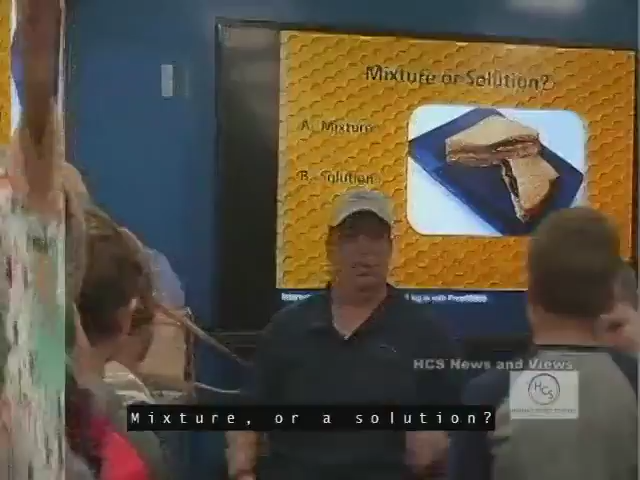 Mixture or Solution?
A. Mixture
B. Solution
HCS News and Views
HCS
Mixture, or a solution?